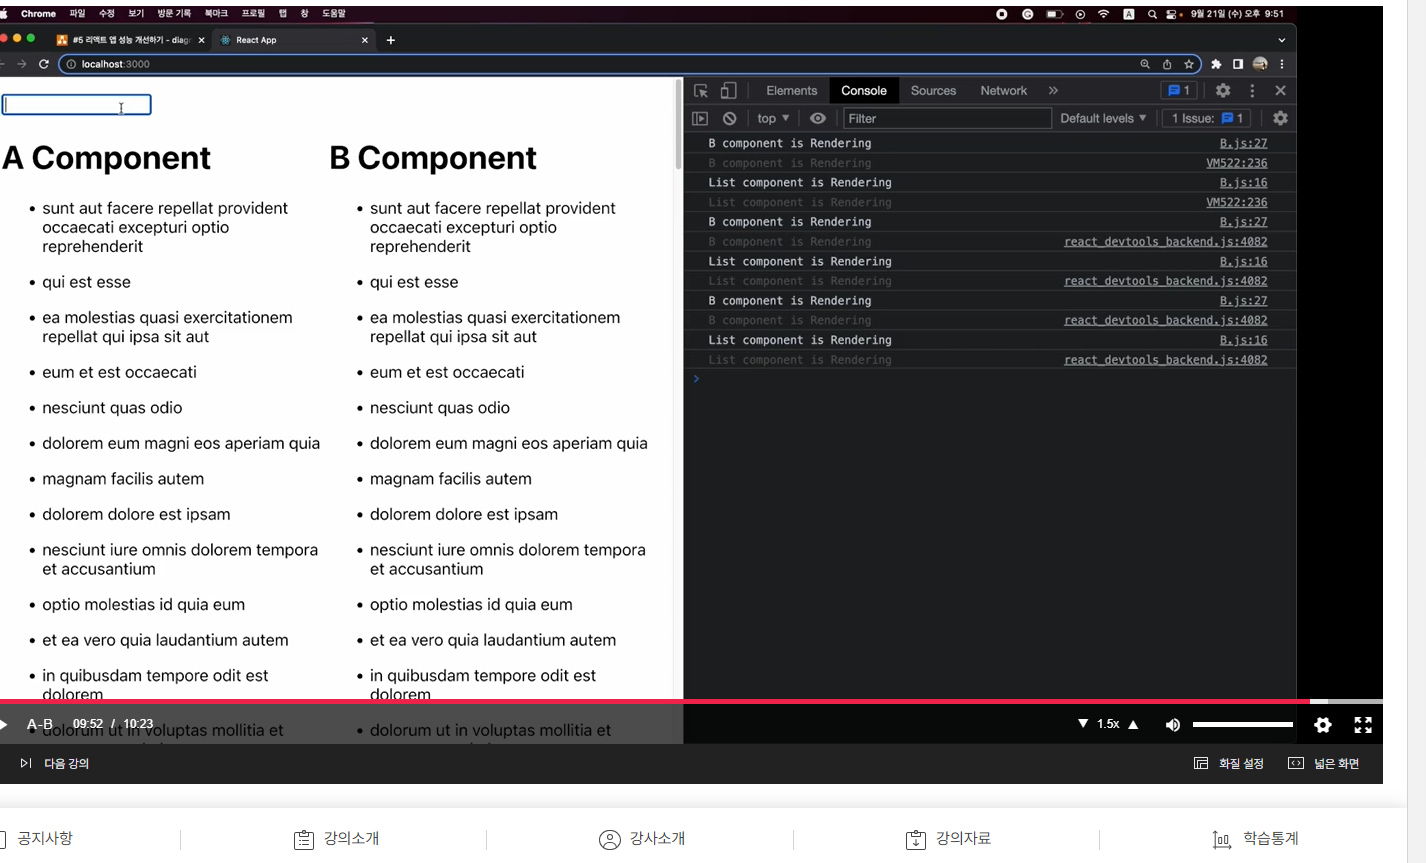 Chrome 파일 수정 보기 방문 기록 북마크 프로필 탭 창 도움말
A 9월 21일 (수) 오후 9:51
#5 리액트 앱 성능 개선하기 - diagr × React App × +
localhost:3000
Elements Console Sources Network » 1
top ▼ Filter Default levels ▼ 1 Issue: 1
A Component
sunt aut facere repellat provident
occaecati excepturi optio
reprehenderit
qui est esse
ea molestias quasi exercitationem
repellat qui ipsa sit aut
eum et est occaecati
nesciunt quas odio
dolorem eum magni eos aperiam quia
magnam facilis autem
dolorem dolore est ipsam
nesciunt iure omnis dolorem tempora
et accusantium
optio molestias id quia eum
et ea vero quia laudantium autem
in quibusdam tempore odit est
dolorem
dolorum ut in voluptas mollitia et
B Component
sunt aut facere repellat provident
occaecati excepturi optio
reprehenderit
qui est esse
ea molestias quasi exercitationem
repellat qui ipsa sit aut
eum et est occaecati
nesciunt quas odio
dolorem eum magni eos aperiam quia
magnam facilis autem
dolorem dolore est ipsam
nesciunt iure omnis dolorem tempora
et accusantium
optio molestias id quia eum
et ea vero quia laudantium autem
in quibusdam tempore odit est
dolorem
dolorum ut in voluptas mollitia et
B component is Rendering B.js:27
B component is Rendering VM522:236
List component is Rendering B.js:16
List component is Rendering VM522:236
B component is Rendering B.js:27
B component is Rendering react_devtools_backend.js:4082
List component is Rendering B.js:16
List component is Rendering react_devtools_backend.js:4082
B component is Rendering B.js:27
B component is Rendering react_devtools_backend.js:4082
List component is Rendering B.js:16
List component is Rendering react_devtools_backend.js:4082
A-B 09:52 / 10:23 ▼ 1.5x ▲
다음 강의 화질 설정 넓은 화면
공지사항 강의소개 강사소개 강의자료 학습통계